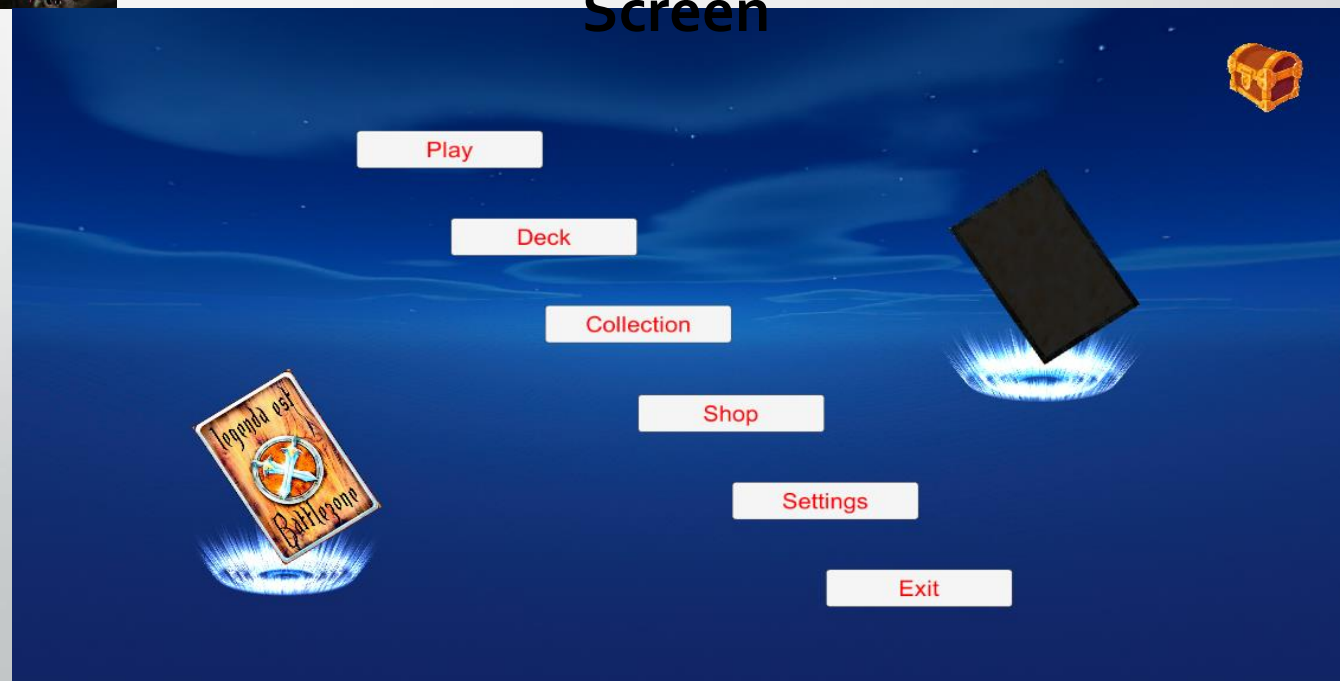 Screen
Play
Deck
Collection
Shop
Settings
Exit
legenda est
Battlezone